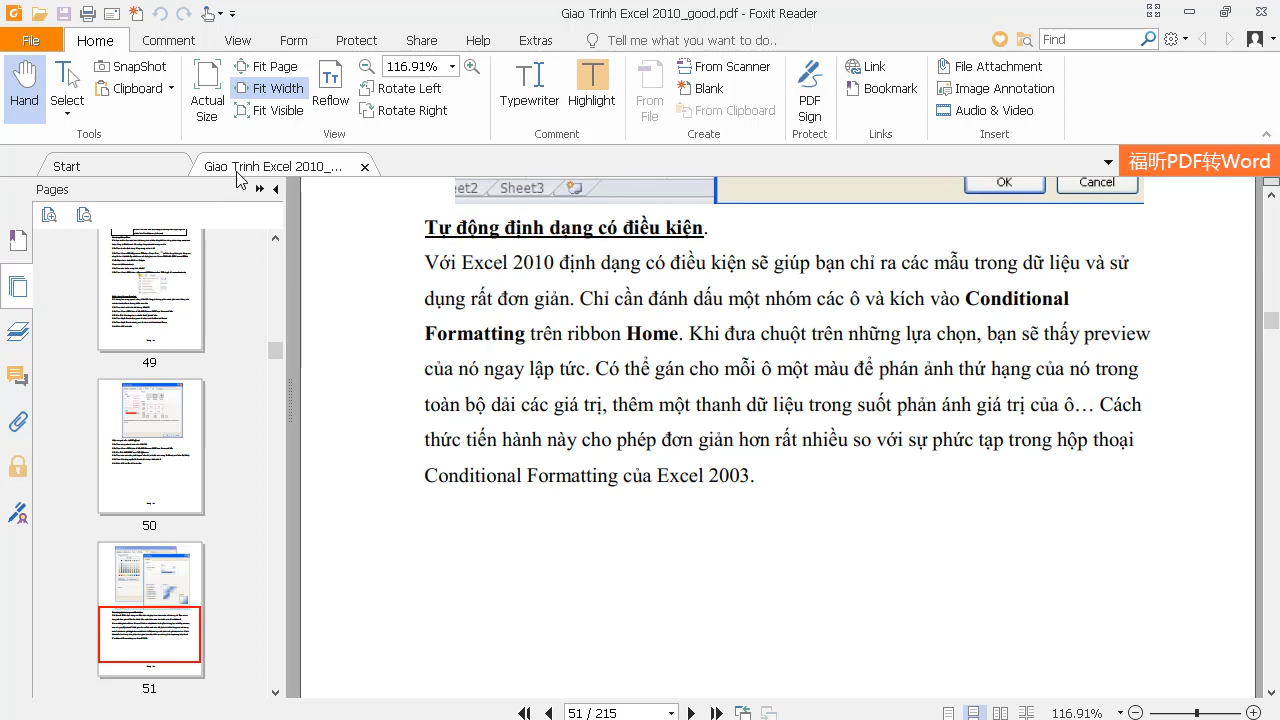 Giao Trinh Excel 2010_good.pdf - Foxit Reader
File Home Comment View Form Protect Share Help Extras Tell me what you want to do.. Find
SnapShot Fit Page 116.91% From Scanner Link File Attachment
Clipboard Fit Width Rotate Left Blank Bookmark Image Annotation
Hand Select Actual Size Fit Visible Reflow Rotate Right Typewriter Highlight From File From Clipboard PDF Sign Audio & Video
Tools View Comment Create Protect Links Insert
Start Giao Trinh Excel 2010_... 福昕PDF转Word
Pages
eet2 Sheet3 OK Cancel
Tự động định dạng có điều kiện.
Với Excel 2010 định dạng có điều kiện sẽ giúp bạn chỉ ra các mẫu trong dữ liệu và sử
dụng rất đơn giản. Chỉ cần đánh dấu một nhóm các ô và kích vào Conditional
Formatting trên ribbon Home. Khi đưa chuột trên những lựa chọn, bạn sẽ thấy preview
của nó ngay lập tức. Có thể gán cho mỗi ô một màu để phán ảnh thứ hạng của nó trong
toàn bộ dải các giá trị, thêm một thanh dữ liệu trong suốt phản ánh giá trị của ô… Cách
thức tiến hành này cho phép đơn giản hơn rất nhiều so với sự phức tạp trong hộp thoại
Conditional Formatting của Excel 2003.
49
50
51
51 / 215 116.91%